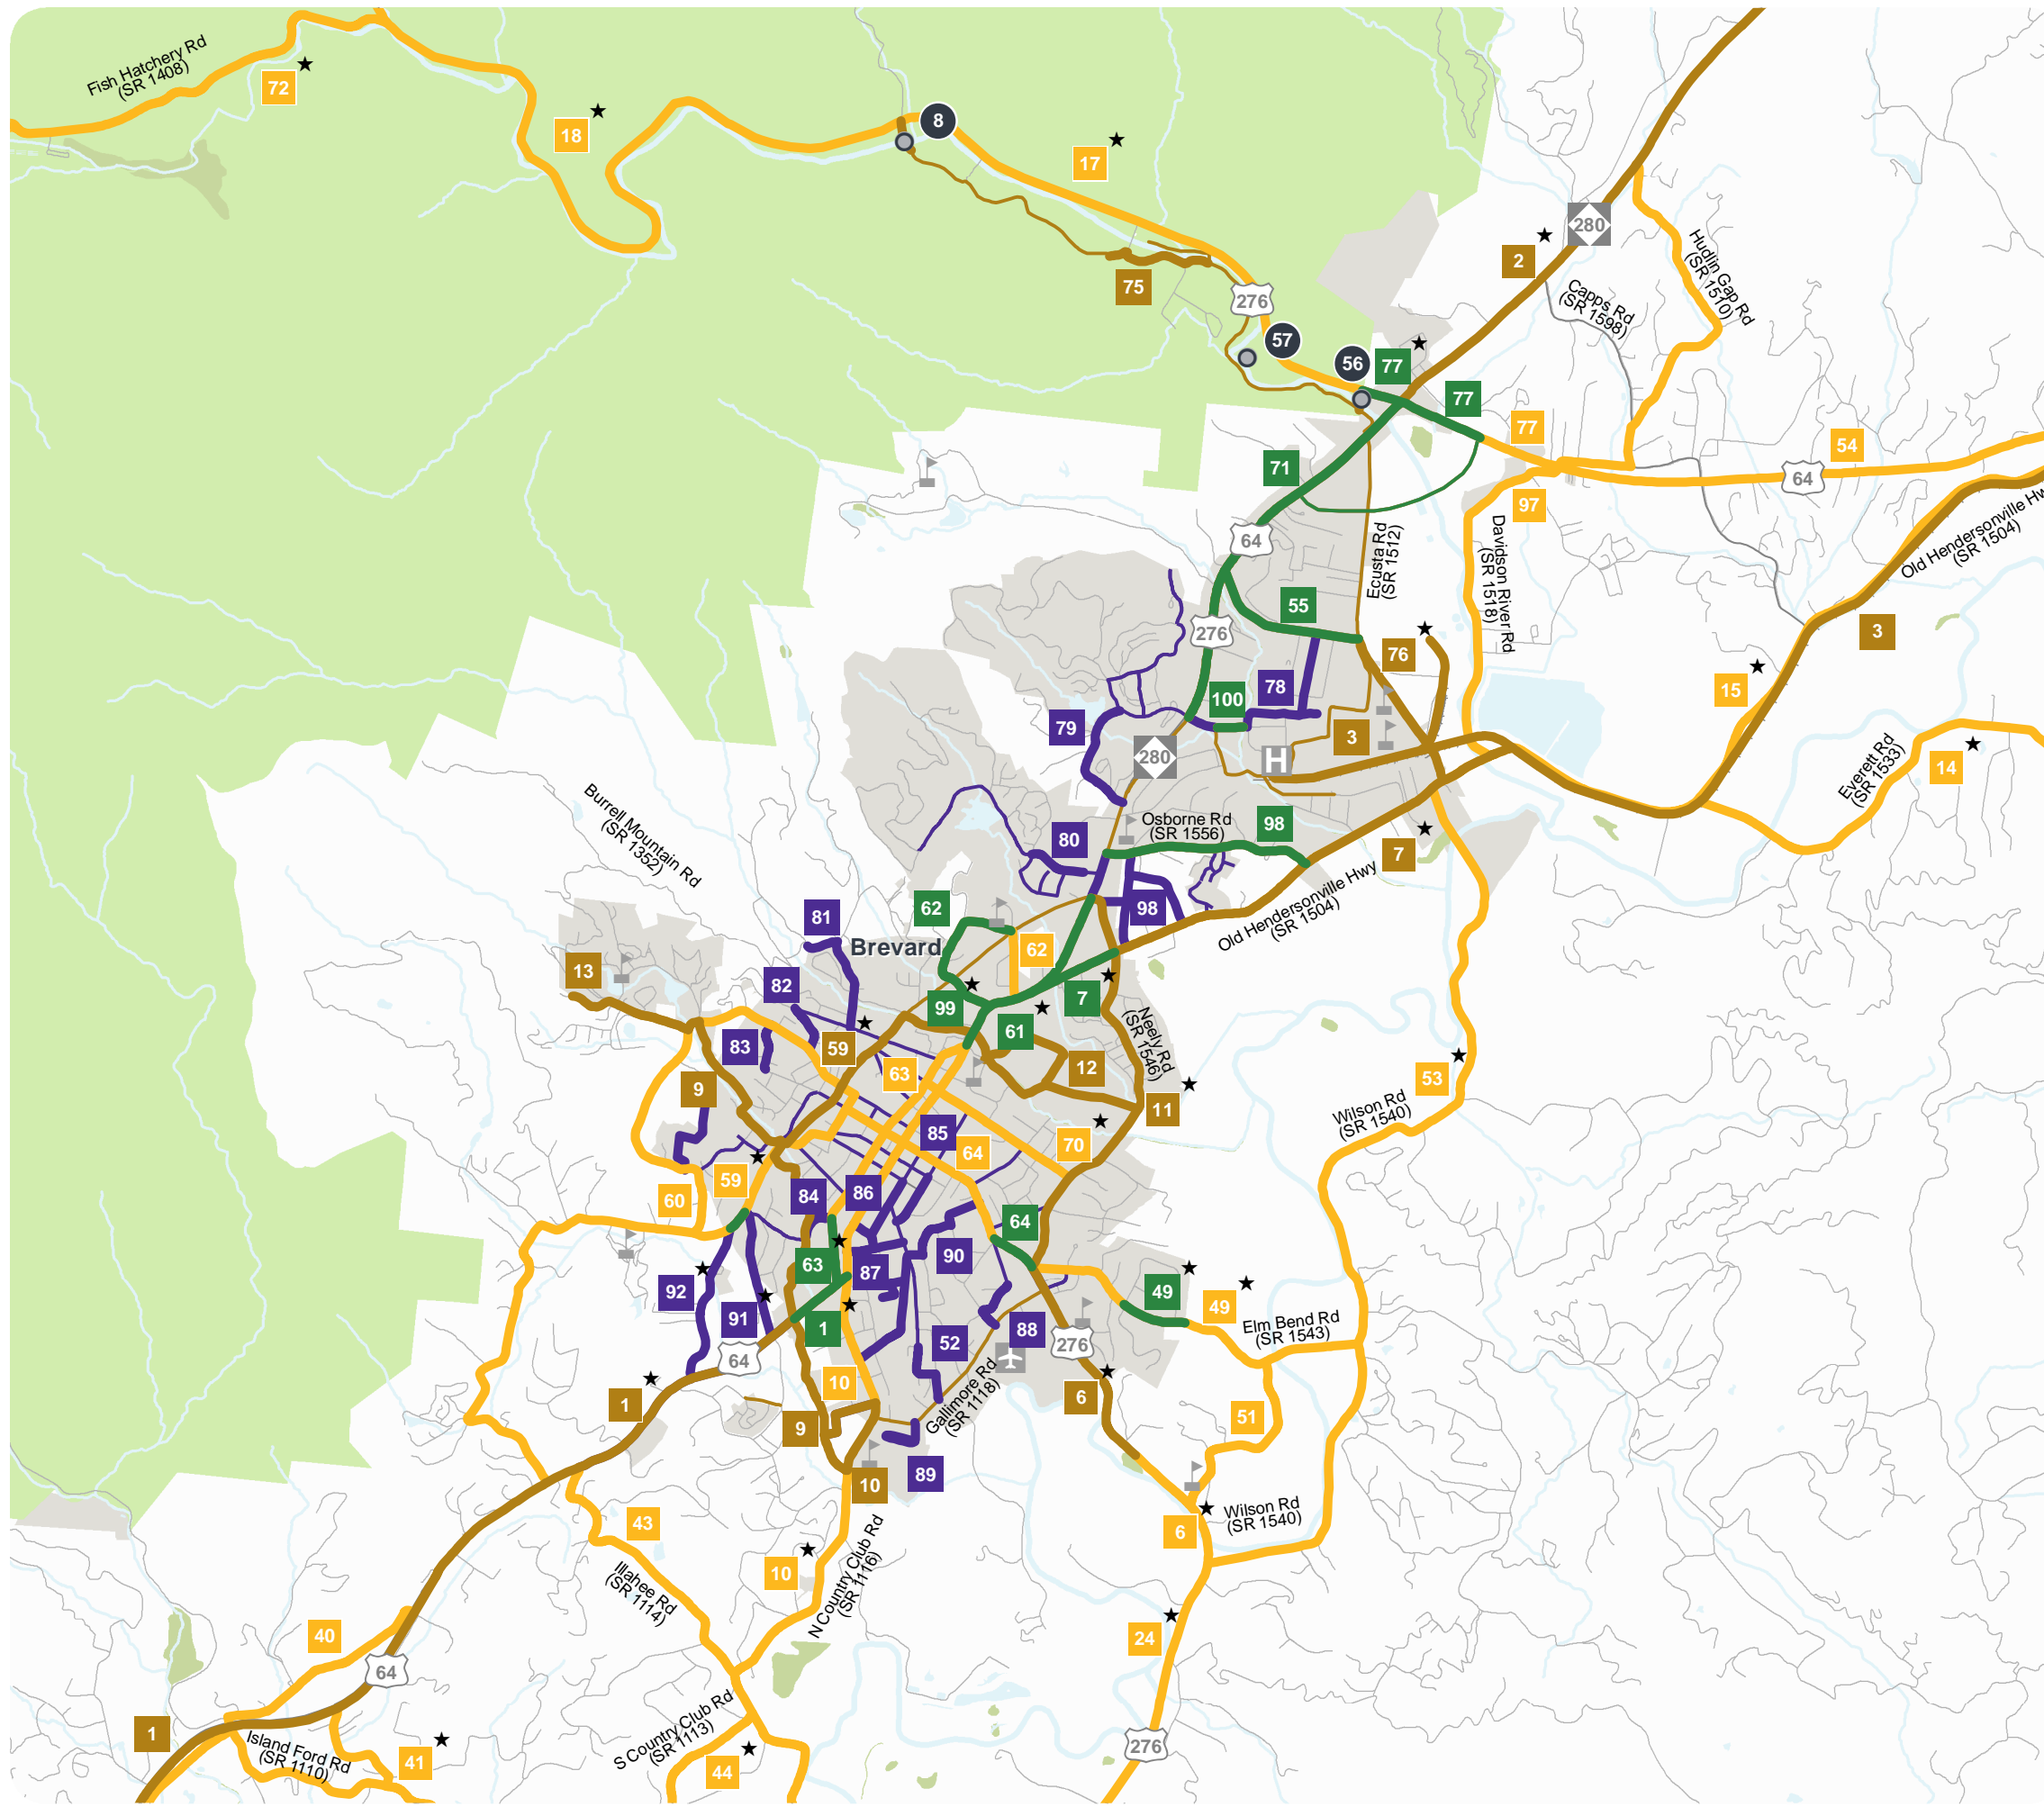 Fish Hatchery Rd
(SR 1408)
72
18
8
17
75
276
57
56
77
77
77
280
2
Hudlin Gap Rd
(SR 1510)
Capps Rd
(SR 1598)
54
64
97
71
64
Ecusta Rd
(SR 1512)
Davidson River Rd
(SR 1518)
Old Hendersonville Hw
(SR 1504)
3
55
276
76
15
78
100
79
3
280
Everett Rd
(SR 1533)
14
Burrell Mountain Rd
(SR 1352)
80
Osborne Rd
(SR 1556)
98
7
62
98
81
Brevard
62
Old Hendersonville Hwy
(SR 1504)
13
82
99
7
61
Neely Rd
(SR 1546)
83
59
63
12
9
53
11
Wilson Rd
(SR 1540)
85
64
70
59
60
84
86
64
63
90
87
92
91
1
49
49
Elm Bend Rd
(SR 1543)
52
88
276
64
Gallimore Rd
(SR 1118)
10
1
9
6
51
89
10
Wilson Rd
(SR 1540)
6
43
Illahee Rd
(SR 1114)
10
N Country Club Rd
(SR 1116)
40
24
64
S Country Club Rd
(SR 1113)
1
Island Ford Rd
(SR 1110)
41
44
276